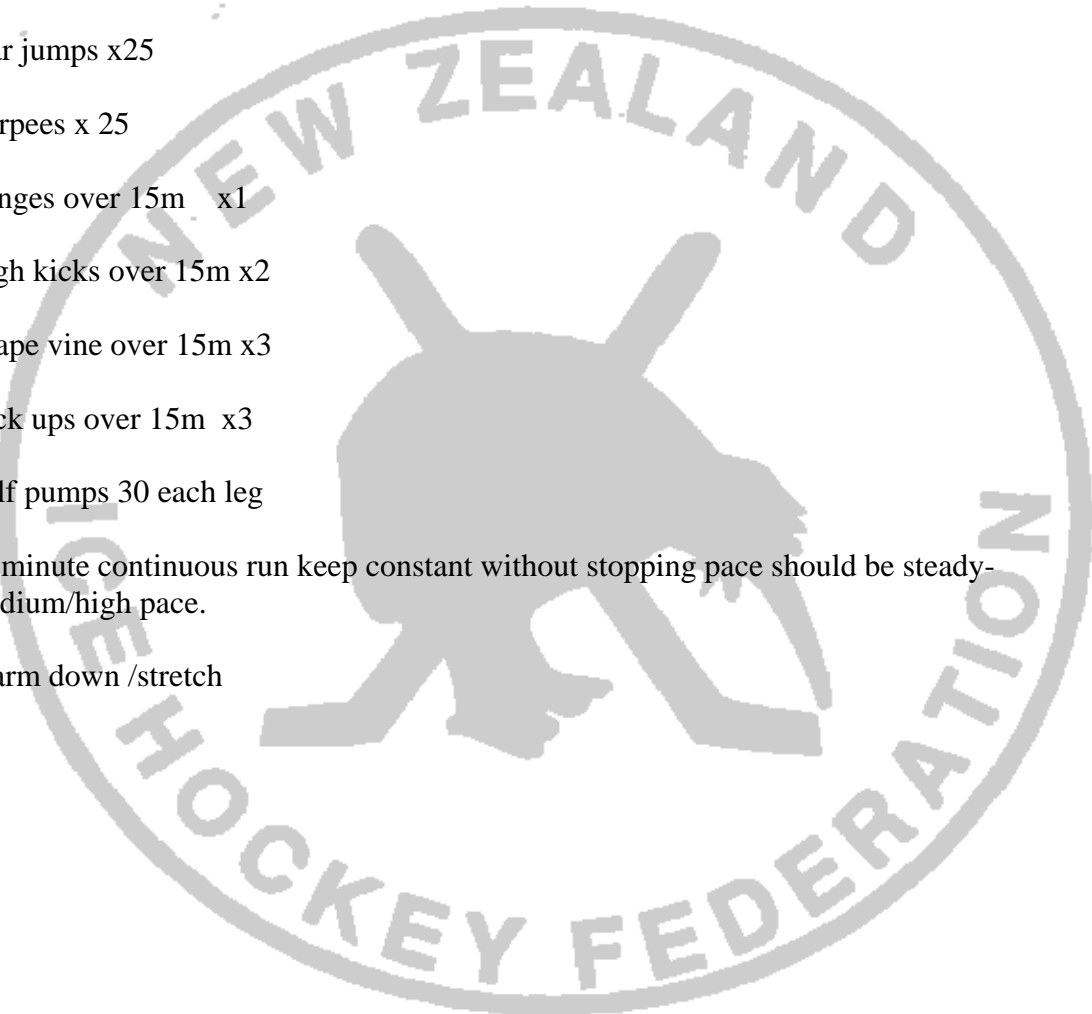 ar jumps x25
rpees x 25
nges over 15m x1
gh kicks over 15m x2
ape vine over 15m x3
ck ups over 15m x3
lf pumps 30 each leg
minute continuous run keep constant without stopping pace should be steady-
dium/high pace.
arm down /stretch
NEW ZEALAND
ICE HOCKEY FEDERATION